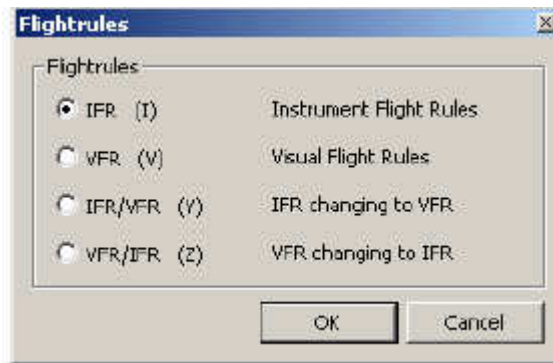 Flightrules
Fightrules
IFR (I) Instrument Flight Rules
VFR (V) Visual Flight Rules
IFR/VFR (Y) IFR changing to VFR
VFR/IFR (Z) VFR changing to IFR
OK Cancel